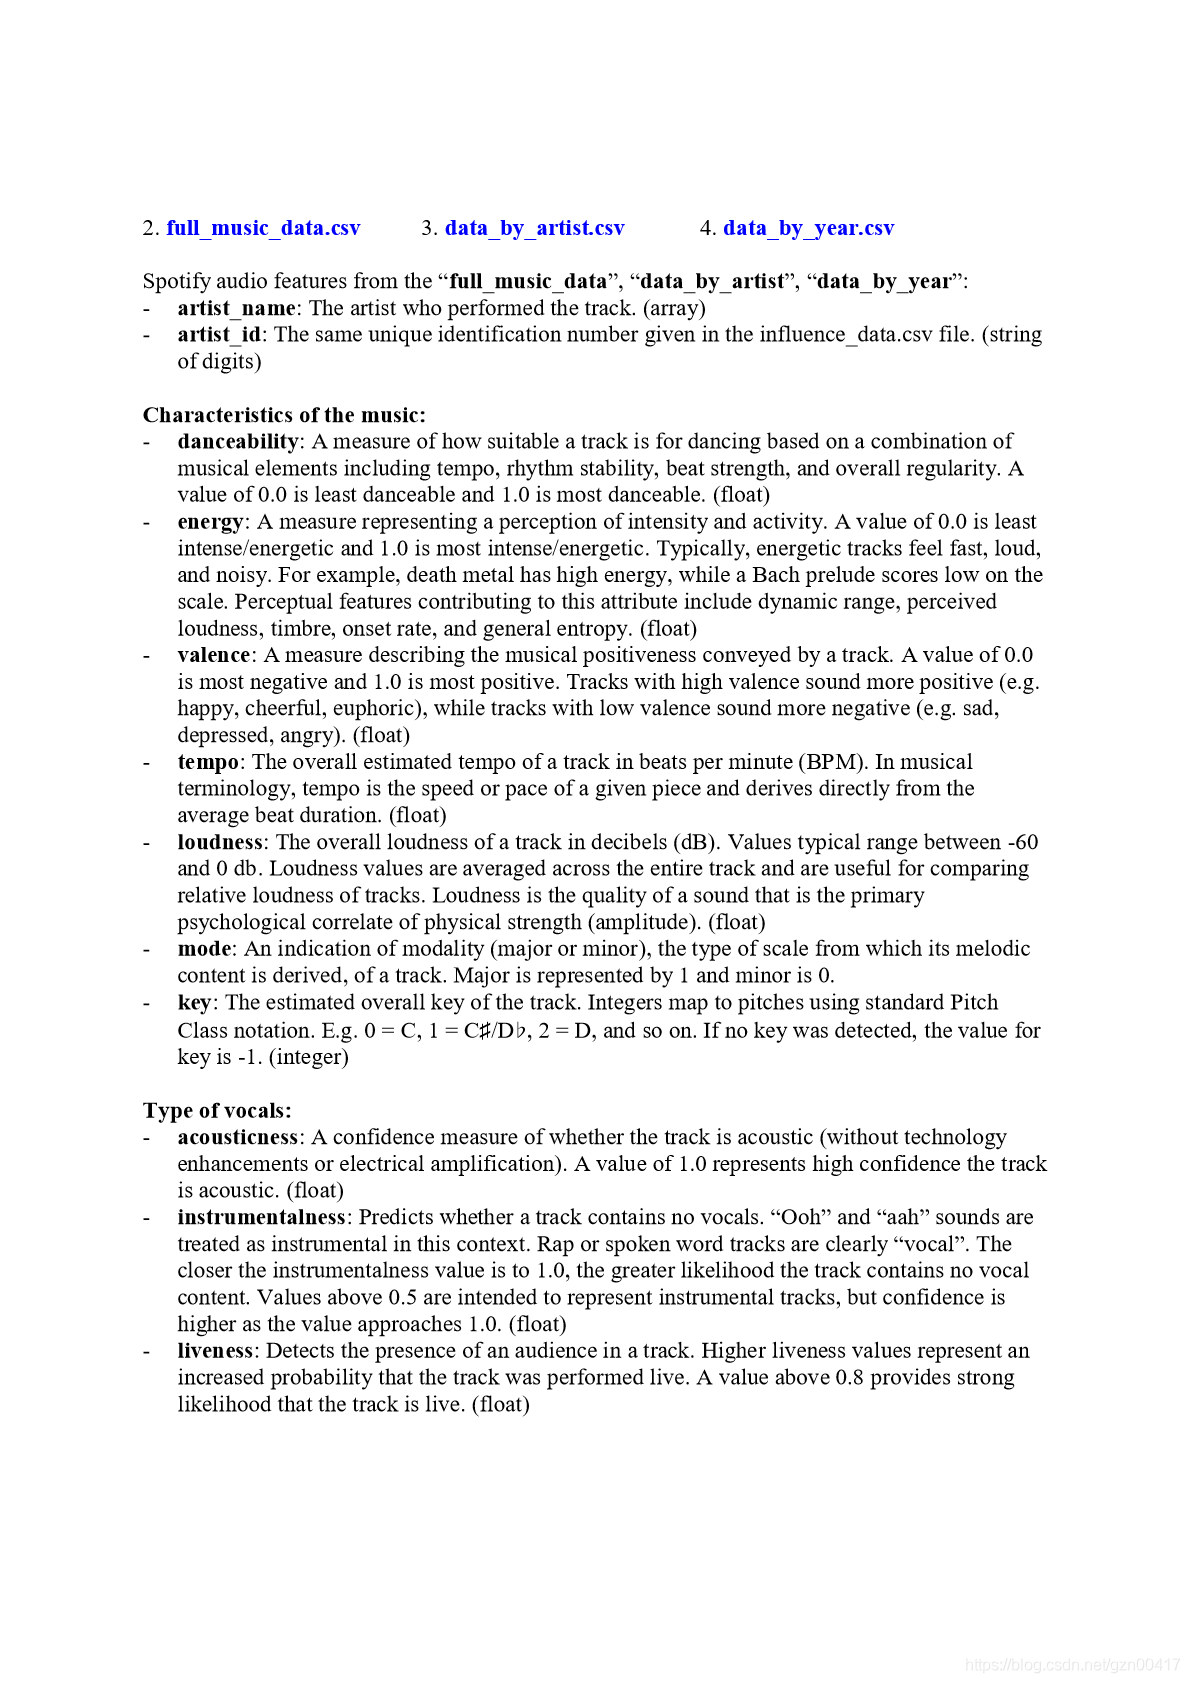 2. full_music_data.csv 3. data_by_artist.csv 4. data_by_year.csv
Spotify audio features from the “full_music_data”, “data_by_artist”, “data_by_year”:
- artist_name: The artist who performed the track. (array)
- artist_id: The same unique identification number given in the influence_data.csv file. (string
of digits)
Characteristics of the music:
- danceability: A measure of how suitable a track is for dancing based on a combination of
musical elements including tempo, rhythm stability, beat strength, and overall regularity. A
value of 0.0 is least danceable and 1.0 is most danceable. (float)
- energy: A measure representing a perception of intensity and activity. A value of 0.0 is least
intense/energetic and 1.0 is most intense/energetic. Typically, energetic tracks feel fast, loud,
and noisy. For example, death metal has high energy, while a Bach prelude scores low on the
scale. Perceptual features contributing to this attribute include dynamic range, perceived
loudness, timbre, onset rate, and general entropy. (float)
- valence: A measure describing the musical positiveness conveyed by a track. A value of 0.0
is most negative and 1.0 is most positive. Tracks with high valence sound more positive (e.g.
happy, cheerful, euphoric), while tracks with low valence sound more negative (e.g. sad,
depressed, angry). (float)
- tempo: The overall estimated tempo of a track in beats per minute (BPM). In musical
terminology, tempo is the speed or pace of a given piece and derives directly from the
average beat duration. (float)
- loudness: The overall loudness of a track in decibels (dB). Values typical range between -60
and 0 db. Loudness values are averaged across the entire track and are useful for comparing
relative loudness of tracks. Loudness is the quality of a sound that is the primary
psychological correlate of physical strength (amplitude). (float)
- mode: An indication of modality (major or minor), the type of scale from which its melodic
content is derived, of a track. Major is represented by 1 and minor is 0.
- key: The estimated overall key of the track. Integers map to pitches using standard Pitch
Class notation. E.g. 0 = C, 1 = C♯/D♭, 2 = D, and so on. If no key was detected, the value for
key is -1. (integer)
Type of vocals:
- acousticness: A confidence measure of whether the track is acoustic (without technology
enhancements or electrical amplification). A value of 1.0 represents high confidence the track
is acoustic. (float)
- instrumentalness: Predicts whether a track contains no vocals. “Ooh” and “aah” sounds are
treated as instrumental in this context. Rap or spoken word tracks are clearly “vocal”. The
closer the instrumentalness value is to 1.0, the greater likelihood the track contains no vocal
content. Values above 0.5 are intended to represent instrumental tracks, but confidence is
higher as the value approaches 1.0. (float)
- liveness: Detects the presence of an audience in a track. Higher liveness values represent an
increased probability that the track was performed live. A value above 0.8 provides strong
likelihood that the track is live. (float)
https://blog.csdn.net/gzn00417